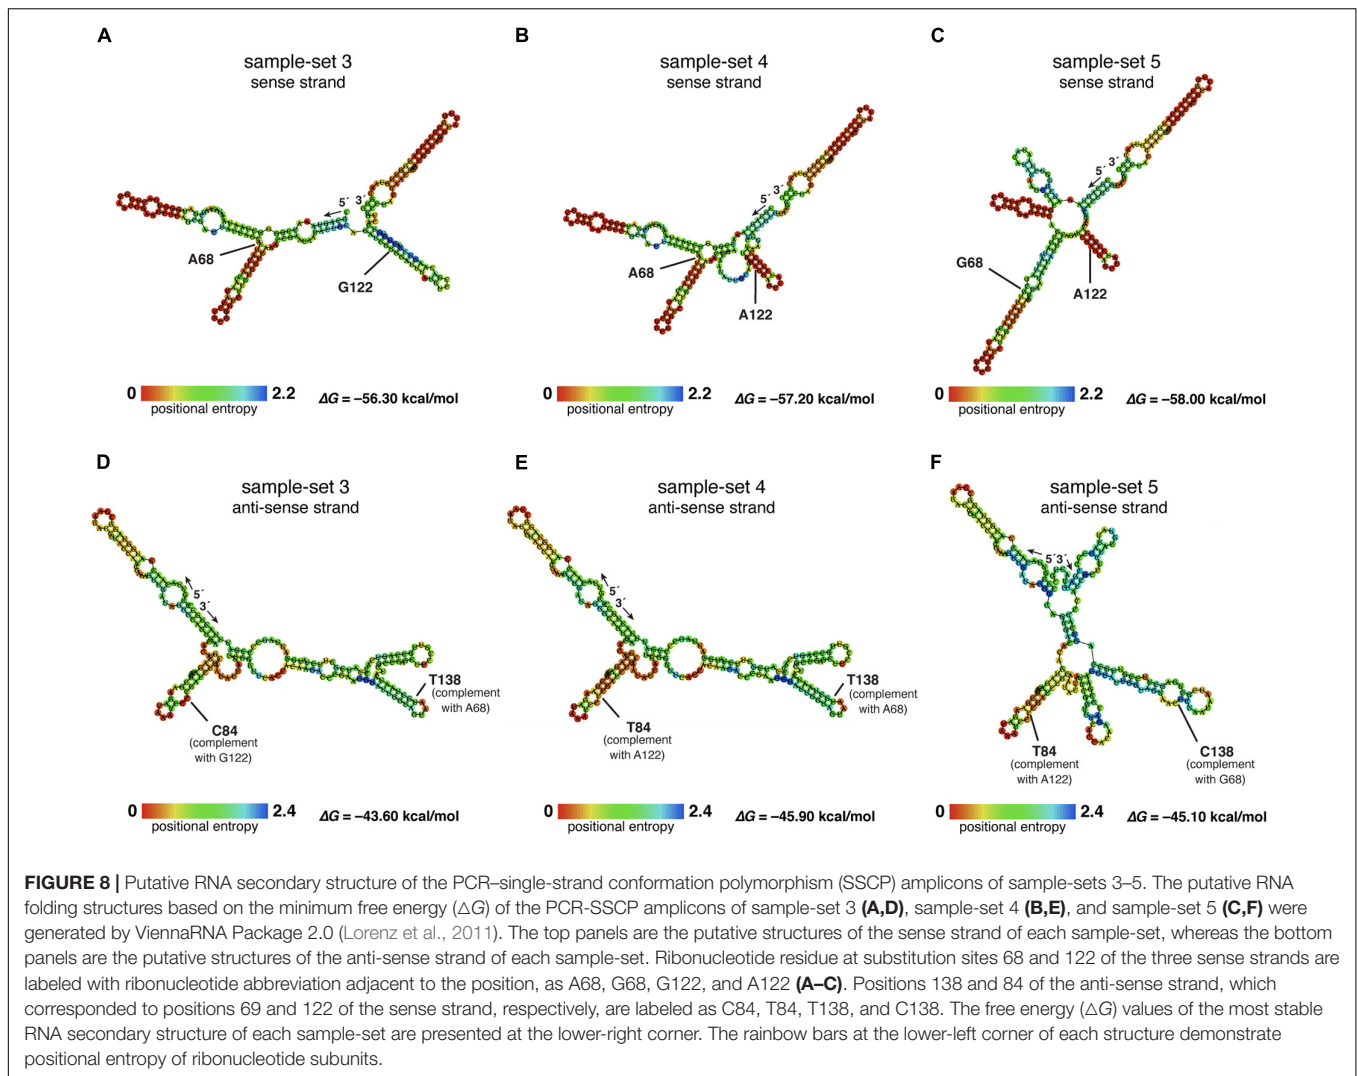 A
sample-set 3
sense strand
5´
3´
A68
G122
0
2.2
positional entropy
ΔG = –56.30 kcal/mol
B
sample-set 4
sense strand
5´
3´
A68
A122
0
2.2
positional entropy
ΔG = –57.20 kcal/mol
C
sample-set 5
sense strand
5´
3´
G68
A122
0
2.2
positional entropy
ΔG = –58.00 kcal/mol
D
sample-set 3
anti-sense strand
5´
3´
T138
(complement
with A68)
C84
(complement
with G122)
0
2.4
positional entropy
ΔG = –43.60 kcal/mol
E
sample-set 4
anti-sense strand
5´
3´
T138
(complement
with A68)
T84
(complement
with A122)
0
2.4
positional entropy
ΔG = –45.90 kcal/mol
F
sample-set 5
anti-sense strand
5´
3´
T84
(complement
with A122)
C138
(complement
with G68)
0
2.4
positional entropy
ΔG = –45.10 kcal/mol
FIGURE 8 | Putative RNA secondary structure of the PCR–single-strand conformation polymorphism (SSCP) amplicons of sample-sets 3–5. The putative RNA
folding structures based on the minimum free energy (△G) of the PCR-SSCP amplicons of sample-set 3 (A,D), sample-set 4 (B,E), and sample-set 5 (C,F) were
generated by ViennaRNA Package 2.0 (Lorenz et al., 2011). The top panels are the putative structures of the sense strand of each sample-set, whereas the bottom
panels are the putative structures of the anti-sense strand of each sample-set. Ribonucleotide residue at substitution sites 68 and 122 of the three sense strands are
labeled with ribonucleotide abbreviation adjacent to the position, as A68, G68, G122, and A122 (A–C). Positions 138 and 84 of the anti-sense strand, which
corresponded to positions 69 and 122 of the sense strand, respectively, are labeled as C84, T84, T138, and C138. The free energy (△G) values of the most stable
RNA secondary structure of each sample-set are presented at the lower-right corner. The rainbow bars at the lower-left corner of each structure demonstrate
positional entropy of ribonucleotide subunits.